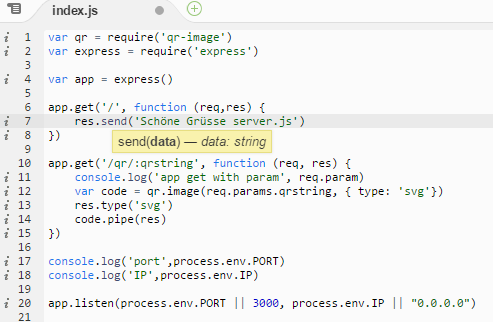 index.js
1 var qr = require('qr-image')
2 var express = require('express')
3
4 var app = express()
5
6 app.get('/', function (req,res) {
7 res.send('Schöne Grüsse server.js')
send(data) — data: string
8 })
9
10 app.get('/qr/:qrstring', function (req, res) {
11 console.log('app get with param', req.param)
12 var code = qr.image(req.params.qrstring, { type: 'svg'})
13 res.type('svg')
14 code.pipe(res)
15 })
16
17 console.log('port',process.env.PORT)
18 console.log('IP',process.env.IP)
19
20 app.listen(process.env.PORT || 3000, process.env.IP || "0.0.0.0")
21